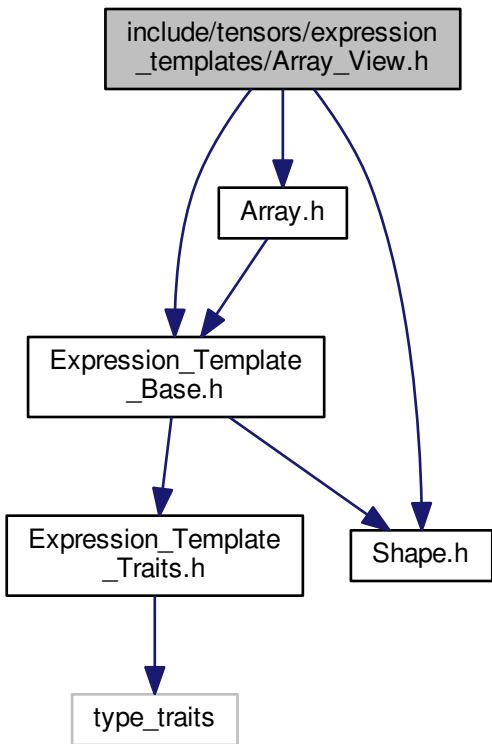 include/tensors/expression
_templates/Array_View.h
Array.h
Expression_Template
_Base.h
Expression_Template
_Traits.h
Shape.h
type_traits